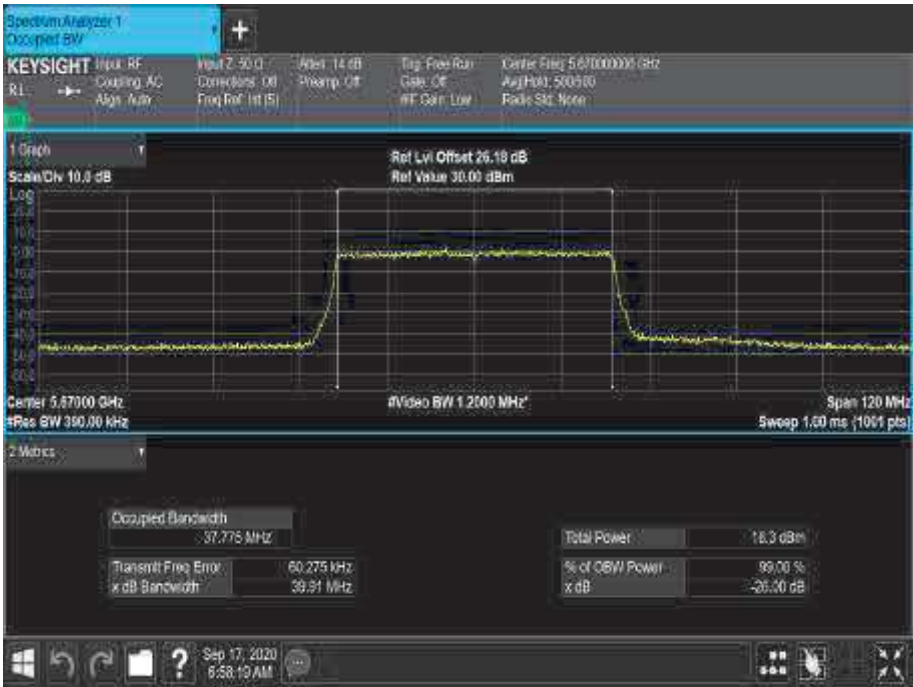 Spectrum Analyzer 1
Occupied BW
+
KEYSIGHT Input: RF Input Z: 50 Ω Atten: 14 dB Trig: Free Run Center Freq: 5.670000000 GHz
Coupling: AC Corrections: Off Preamp: Off Gate: Off Avg|Hold: 500/500
Align: Auto Freq Ref: Int (S) #IF Gain: Low Radio Std: None
1 Graph
Ref Lvl Offset 26.18 dB
Scale/Div 10.0 dB Ref Value 30.00 dBm
Log
Center 5.67000 GHz #Video BW 1.2000 MHz* Span 120 MHz
#Res BW 390.00 kHz Sweep 1.00 ms (1001 pts)
2 Metrics
Occupied Bandwidth
37.775 MHz
Total Power 18.3 dBm
Transmit Freq Error 60.275 kHz % of OBW Power 99.00 %
x dB Bandwidth 39.91 MHz x dB -26.00 dB
Sep 17, 2020
6:58:19 AM